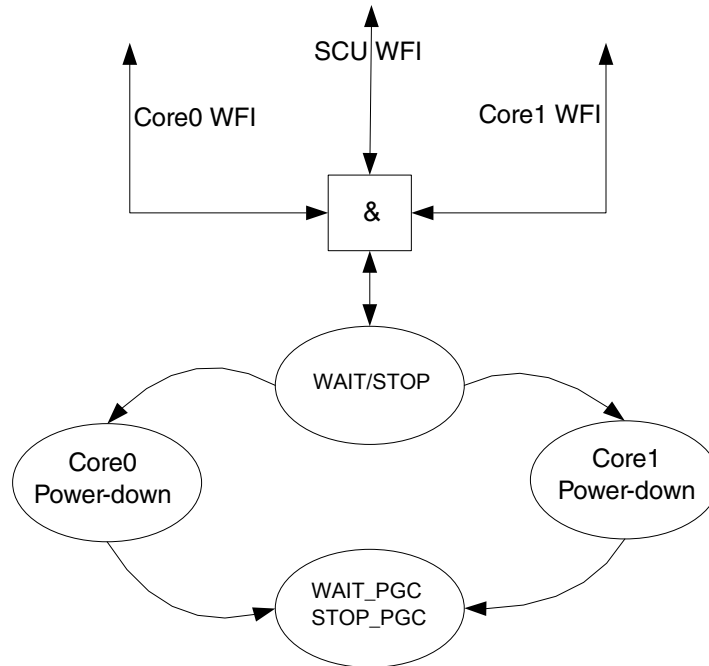 SCU WFI
Core0 WFI
Core1 WFI
&
WAIT/STOP
Core0
Power-down
Core1
Power-down
WAIT_PGC
STOP_PGC